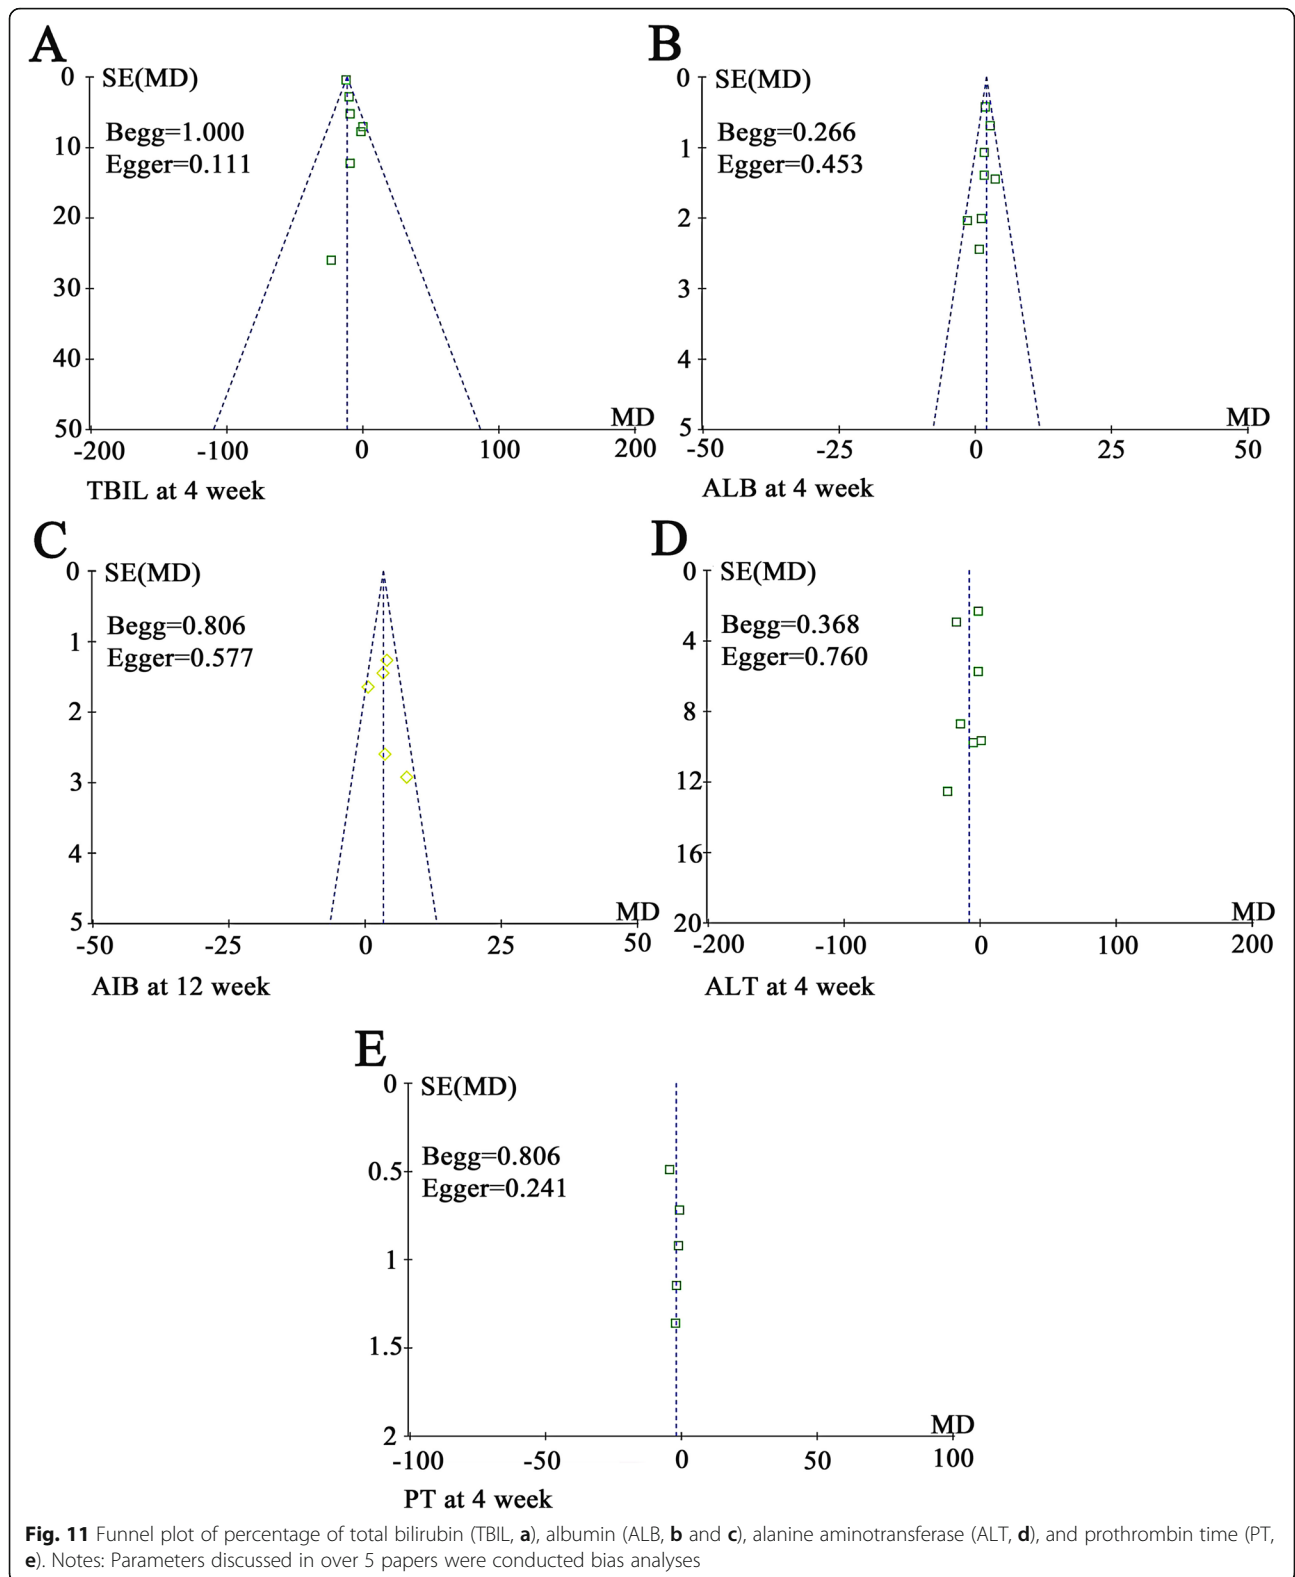 A
0 SE(MD)
Begg=1.000
Egger=0.111
10
20
30
40
50
MD
-200 -100 0 100 200
TBIL at 4 week
B
0 SE(MD)
Begg=0.266
Egger=0.453
1
2
3
4
5
MD
-50 -25 0 25 50
ALB at 4 week
C
0 SE(MD)
Begg=0.806
Egger=0.577
1
2
3
4
5
MD
-50 -25 0 25 50
AIB at 12 week
D
0 SE(MD)
Begg=0.368
Egger=0.760
4
8
12
16
20
MD
-200 -100 0 100 200
ALT at 4 week
E
0 SE(MD)
Begg=0.806
Egger=0.241
0.5
1
1.5
2
MD
-100 -50 0 50 100
PT at 4 week
Fig. 11 Funnel plot of percentage of total bilirubin (TBIL, a), albumin (ALB, b and c), alanine aminotransferase (ALT, d), and prothrombin time (PT,
e). Notes: Parameters discussed in over 5 papers were conducted bias analyses